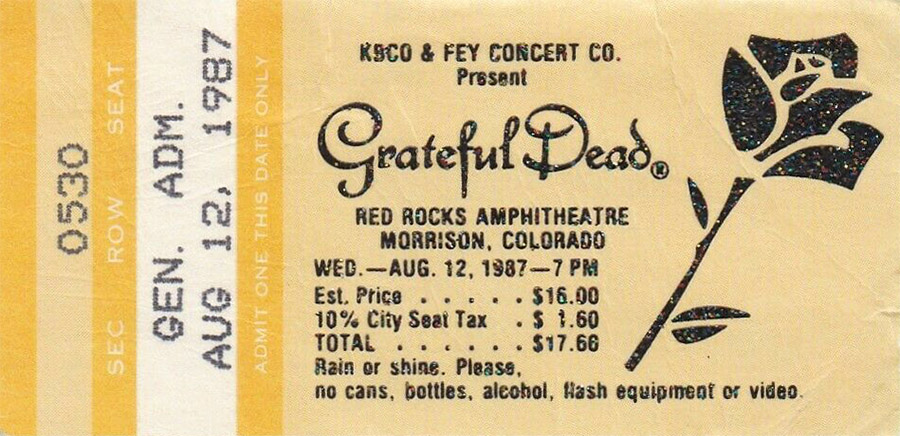 0530
SEC ROW SEAT
GEN. ADM.
AUG 12, 1987
ADMIT ONE THIS DATE ONLY
KBCO & FEY CONCERT CO.
Present
Grateful Dead®
RED ROCKS AMPHITHEATRE
MORRISON, COLORADO
WED.—AUG. 12, 1987—7 PM
Est. Price . . . . . $16.00
10% City Seat Tax . $ 1.60
TOTAL . . . . . . $17.60
Rain or shine. Please,
no cans, bottles, alcohol, flash equipment or video.